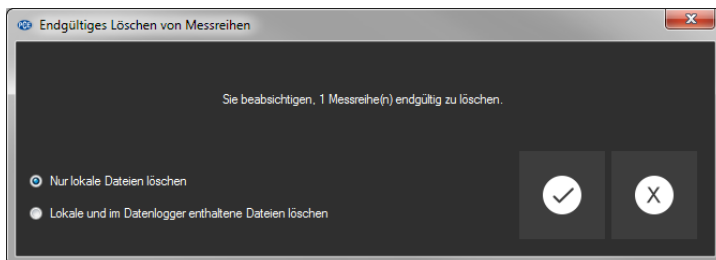 Endgültiges Löschen von Messreihen
Sie beabsichtigen, 1 Messreihe(n) endgültig zu löschen.
Nur lokale Dateien löschen
Lokale und im Datenlogger enthaltene Dateien löschen
X